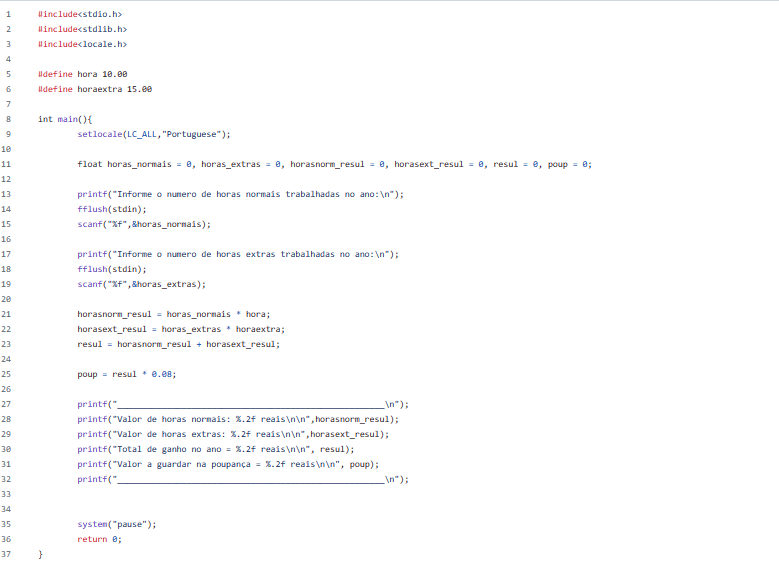 1 #include<stdio.h>
2 #include<stdlib.h>
3 #include<locale.h>
4
5 #define hora 10.00
6 #define horaextra 15.00
7
8 int main(){
9 setlocale(LC_ALL,"Portuguese");
10
11 float horas_normais = 0, horas_extras = 0, horasnorm_resul = 0, horasext_resul = 0, resul = 0, poup = 0;
12
13 printf("Informe o numero de horas normais trabalhadas no ano:\n");
14 fflush(stdin);
15 scanf("%f",&horas_normais);
16
17 printf("Informe o numero de horas extras trabalhadas no ano:\n");
18 fflush(stdin);
19 scanf("%f",&horas_extras);
20
21 horasnorm_resul = horas_normais * hora;
22 horasext_resul = horas_extras * horaextra;
23 resul = horasnorm_resul + horasext_resul;
24
25 poup = resul * 0.08;
26
27 printf("______________________________________________________\n");
28 printf("Valor de horas normais: %.2f reais\n\n",horasnorm_resul);
29 printf("Valor de horas extras: %.2f reais\n\n",horasext_resul);
30 printf("Total de ganho no ano = %.2f reais\n\n", resul);
31 printf("Valor a guardar na poupança = %.2f reais\n\n", poup);
32 printf("______________________________________________________\n");
33
34
35 system("pause");
36 return 0;
37 }